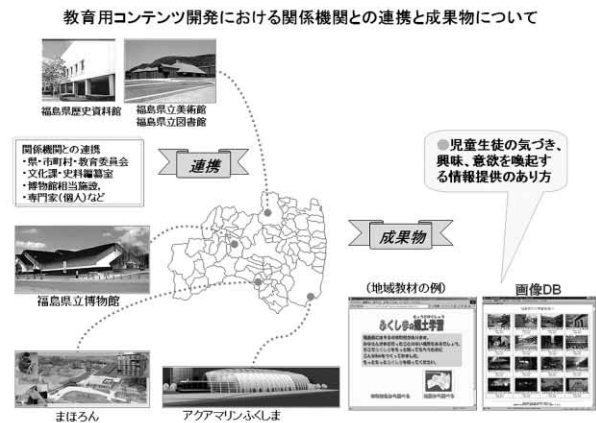 教育用コンテンツ開発における関係機関との連携と成果物について
福島県歴史資料館
福島県立美術館
福島県立図書館
関係機関との連携
・県・市町村・教育委員会
・文化課・史料編纂室
・博物館相当施設,
・専門家(個人)など
連携
●児童生徒の気づき、
興味、意欲を喚起す
る情報提供のあり方
成果物
福島県立博物館
(地域教材の例)
画像DB
ふくしまの郷土学習
まほろん
アクアマリンふくしま